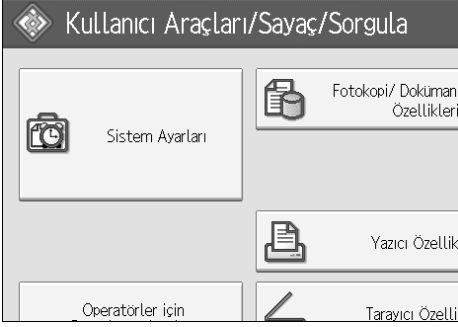 Kullanıcı Araçları/Sayaç/Sorgula
Sistem Ayarları
Fotokopi/ Doküman
Özellikleri
Yazıcı Özellik
Operatörler için
Tarayıcı Özelli